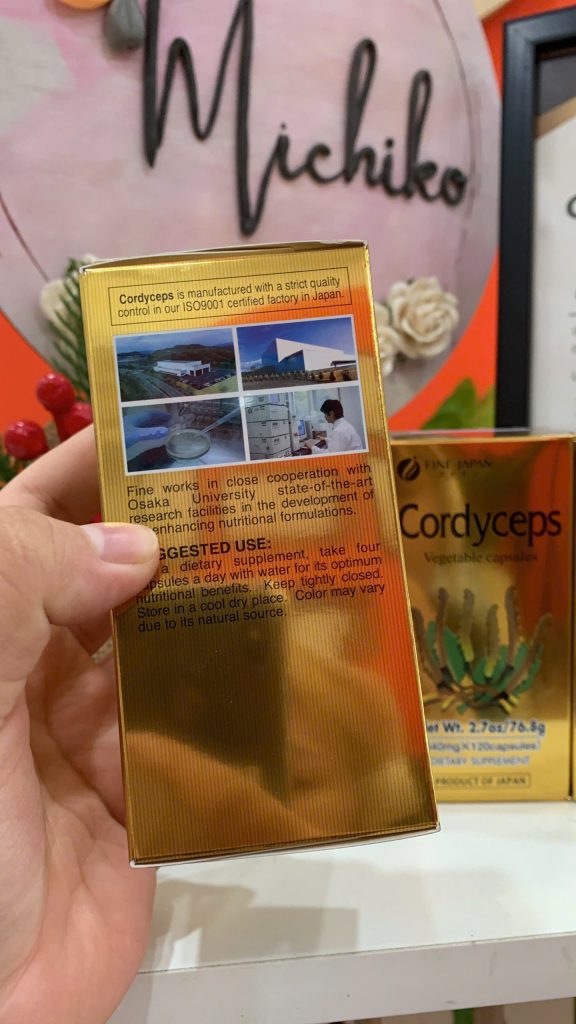 Michiko
Cordyceps is manufactured with a strict quality
control in our ISO9001 certified factory in Japan.
Fine works in close cooperation with
Osaka University state-of-the-art
research facilities in the development of
enhancing nutritional formulations.
GGESTED USE:
a dietary supplement, take four
psules a day with water for its optimum
nutritional benefits. Keep tightly closed.
Store in a cool dry place. Color may vary
due to its natural source.
FINE JAPAN
Cordyceps
Vegetable capsules
et Wt. 2.7oz/76.8g
40mg×120capsules
DIETARY SUPPLEMENT
PRODUCT OF JAPAN